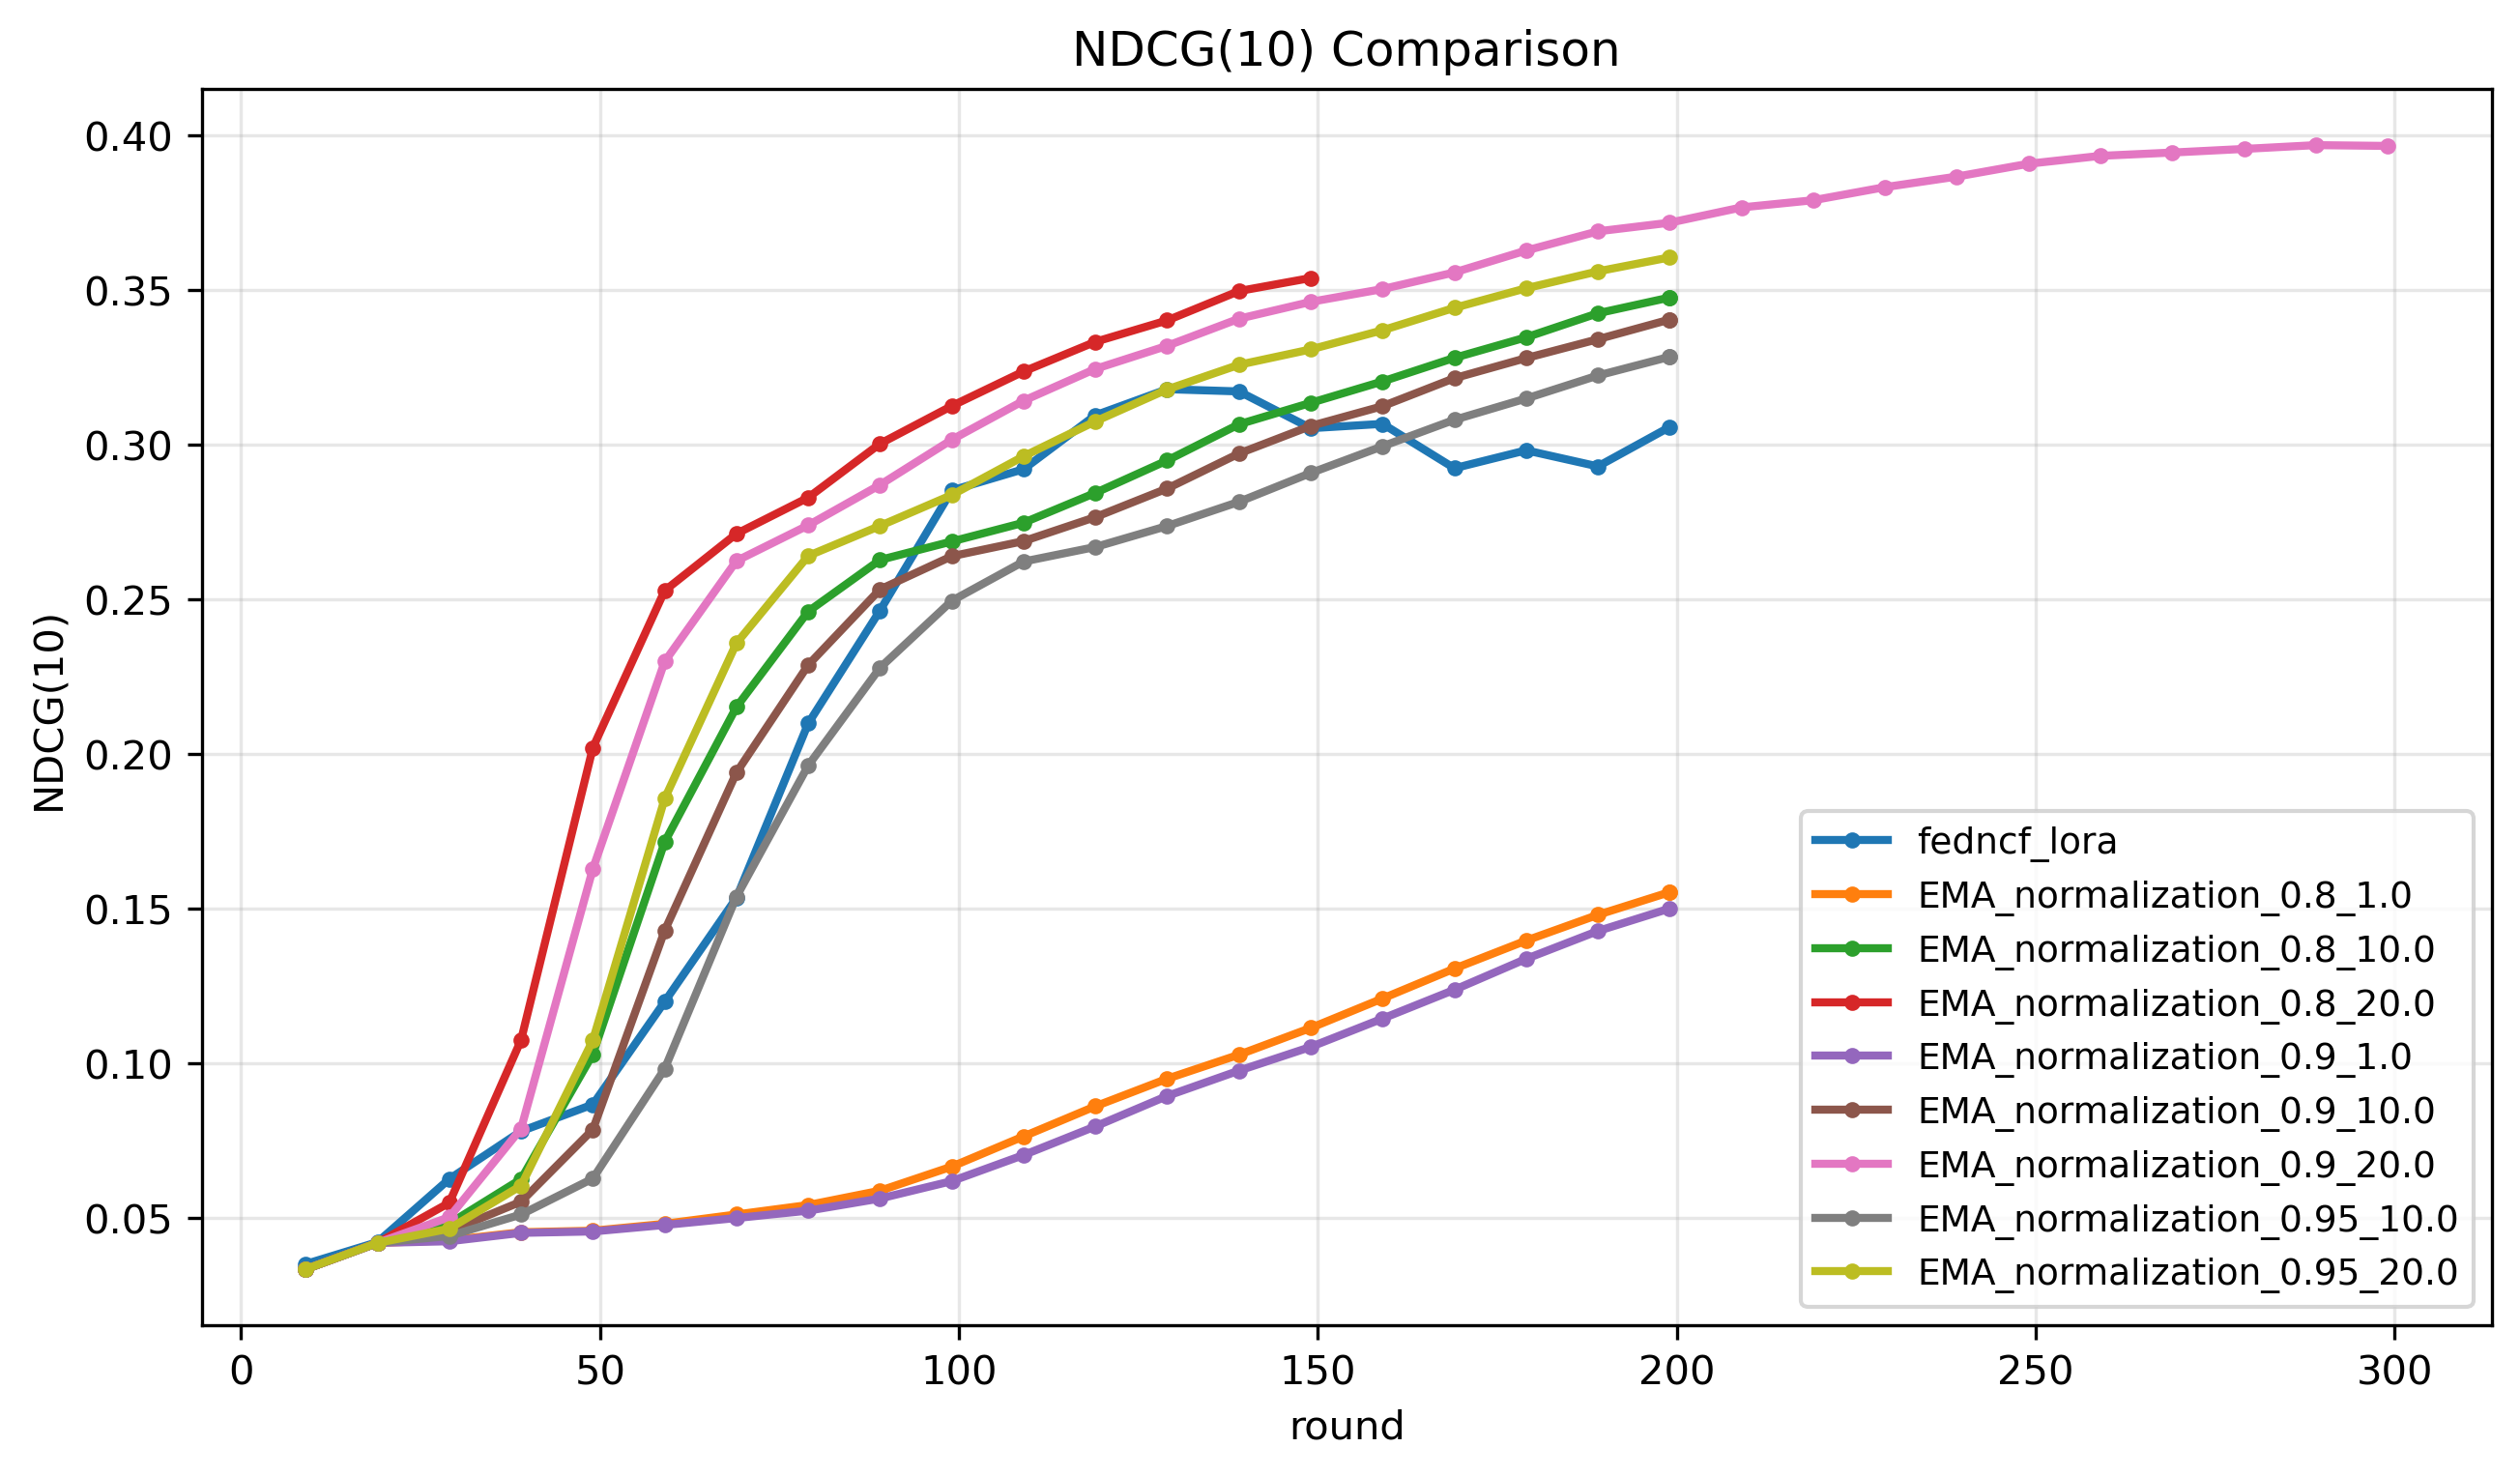 NDCG(10) Comparison
NDCG(10)
0.40
0.35
0.30
0.25
0.20
0.15
0.10
0.05
0 50 100 150 200 250 300
round
fedncf_lora
EMA_normalization_0.8_1.0
EMA_normalization_0.8_10.0
EMA_normalization_0.8_20.0
EMA_normalization_0.9_1.0
EMA_normalization_0.9_10.0
EMA_normalization_0.9_20.0
EMA_normalization_0.95_10.0
EMA_normalization_0.95_20.0